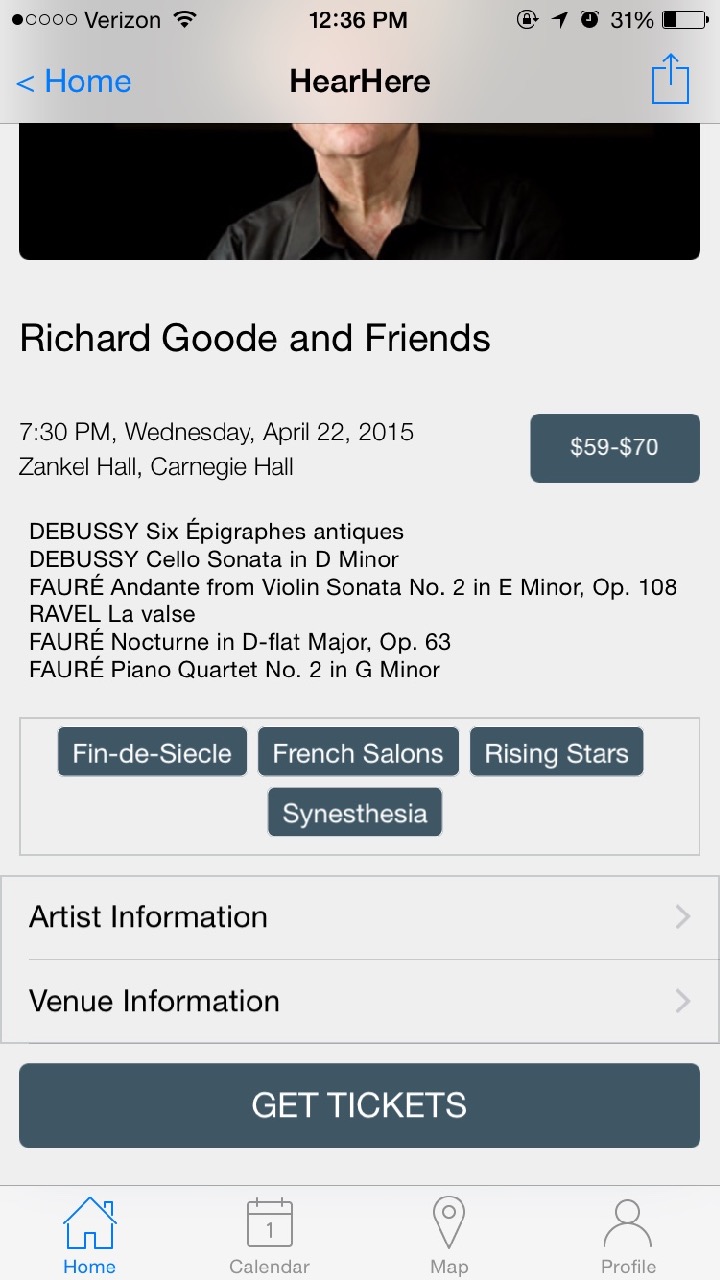 Verizon 12:36 PM 31%
< Home HearHere
Richard Goode and Friends
7:30 PM, Wednesday, April 22, 2015
Zankel Hall, Carnegie Hall
$59-$70
DEBUSSY Six Épigraphes antiques
DEBUSSY Cello Sonata in D Minor
FAURÉ Andante from Violin Sonata No. 2 in E Minor, Op. 108
RAVEL La valse
FAURÉ Nocturne in D-flat Major, Op. 63
FAURÉ Piano Quartet No. 2 in G Minor
Fin-de-Siecle French Salons Rising Stars
Synesthesia
Artist Information
Venue Information
GET TICKETS
1
Home Calendar Map Profile